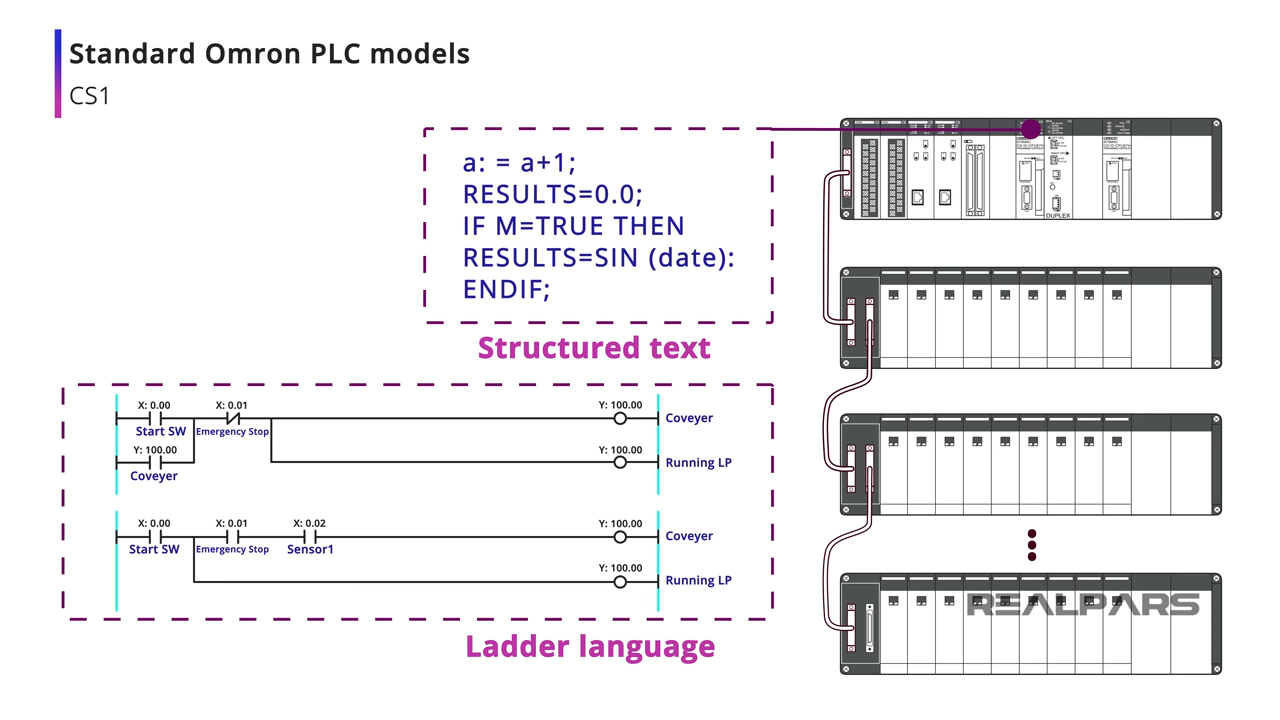 Standard Omron PLC models
CS1
a: = a+1;
RESULTS=0.0;
IF M=TRUE THEN
RESULTS=SIN (date):
ENDIF;
Structured text
X: 0.00
X: 0.01
Y: 100.00
Start SW
Emergency Stop
Coveyer
Y: 100.00
Y: 100.00
Coveyer
Running LP
X: 0.00
X: 0.01
X: 0.02
Y: 100.00
Start SW
Emergency Stop
Sensor1
Coveyer
Y: 100.00
Running LP
Ladder language
DUPLEX
REALPARS